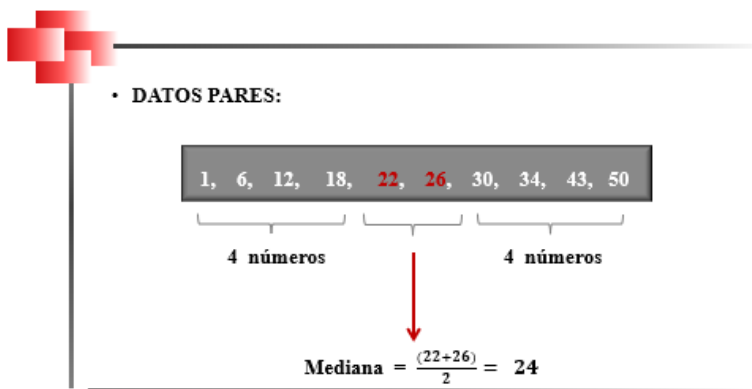 • DATOS PARES:
1, 6, 12, 18, 22, 26, 30, 34, 43, 50
4 números 4 números
Mediana = (22+26)/2 = 24